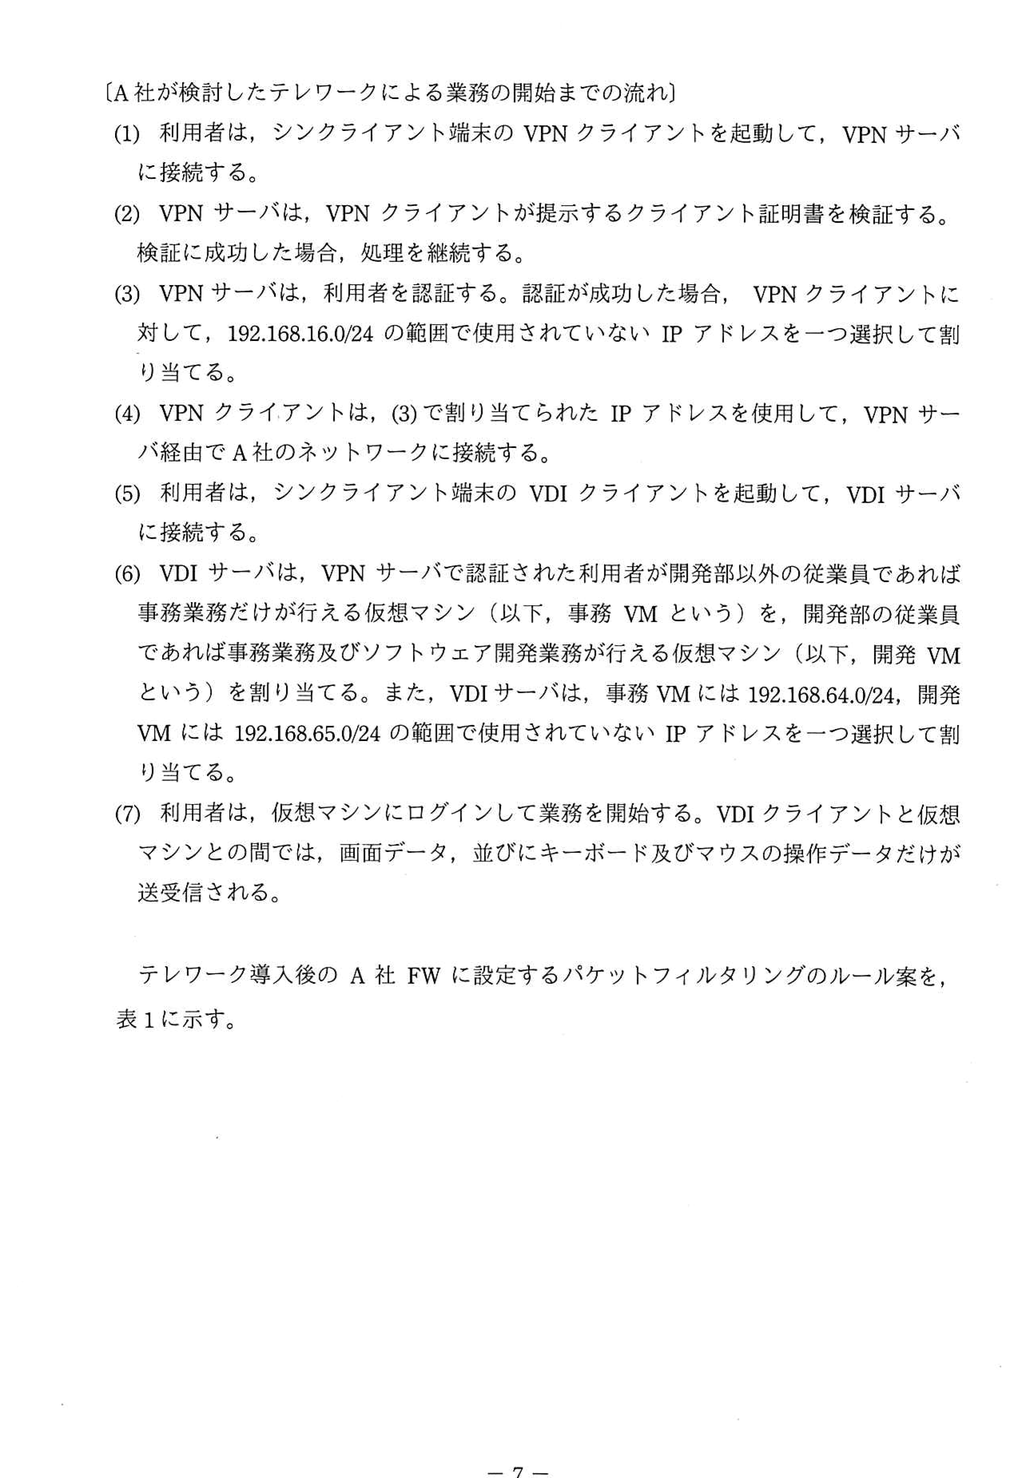 〔A 社が検討したテレワークによる業務の開始までの流れ〕
(1) 利用者は，シンクライアント端末の VPN クライアントを起動して，VPN サーバ
に接続する。
(2) VPN サーバは，VPN クライアントが提示するクライアント証明書を検証する。
検証に成功した場合，処理を継続する。
(3) VPN サーバは，利用者を認証する。認証が成功した場合， VPN クライアントに
対して，192.168.16.0/24 の範囲で使用されていない IP アドレスを一つ選択して割
り当てる。
(4) VPN クライアントは，(3)で割り当てられた IP アドレスを使用して，VPN サー
バ経由で A 社のネットワークに接続する。
(5) 利用者は，シンクライアント端末の VDI クライアントを起動して，VDI サーバ
に接続する。
(6) VDI サーバは，VPN サーバで認証された利用者が開発部以外の従業員であれば
事務業務だけが行える仮想マシン（以下，事務 VM という）を，開発部の従業員
であれば事務業務及びソフトウェア開発業務が行える仮想マシン（以下，開発 VM
という）を割り当てる。また，VDI サーバは，事務 VM には 192.168.64.0/24，開発
VM には 192.168.65.0/24 の範囲で使用されていない IP アドレスを一つ選択して割
り当てる。
(7) 利用者は，仮想マシンにログインして業務を開始する。VDI クライアントと仮想
マシンとの間では，画面データ，並びにキーボード及びマウスの操作データだけが
送受信される。
テレワーク導入後の A 社 FW に設定するパケットフィルタリングのルール案を，
表 1 に示す。
— 7 —